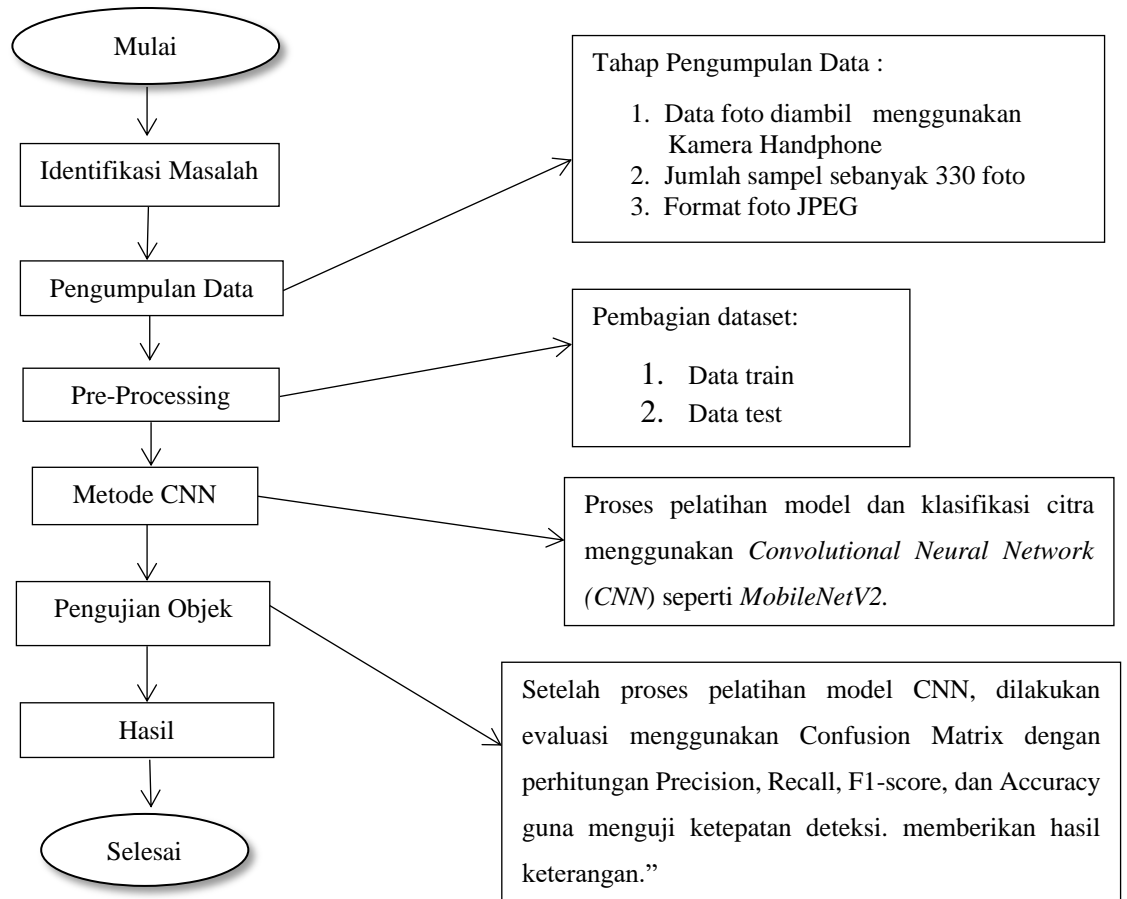 Mulai
Identifikasi Masalah
Pengumpulan Data
Pre-Processing
Metode CNN
Pengujian Objek
Hasil
Selesai
Tahap Pengumpulan Data :
1. Data foto diambil menggunakan
Kamera Handphone
2. Jumlah sampel sebanyak 330 foto
3. Format foto JPEG
Pembagian dataset:
1. Data train
2. Data test
Proses pelatihan model dan klasifikasi citra
menggunakan Convolutional Neural Network
(CNN) seperti MobileNetV2.
Setelah proses pelatihan model CNN, dilakukan
evaluasi menggunakan Confusion Matrix dengan
perhitungan Precision, Recall, F1-score, dan Accuracy
guna menguji ketepatan deteksi. memberikan hasil
keterangan.”